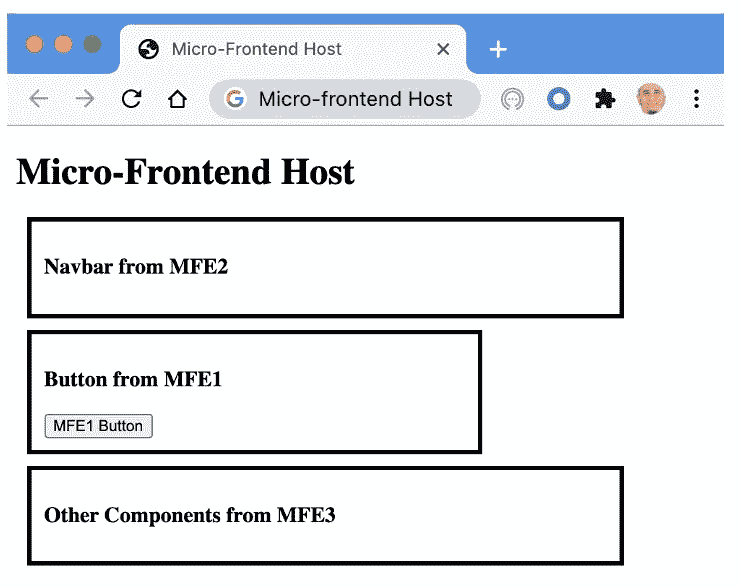 Micro-Frontend Host
Micro-frontend Host
Micro-Frontend Host
Navbar from MFE2
Button from MFE1
MFE1 Button
Other Components from MFE3